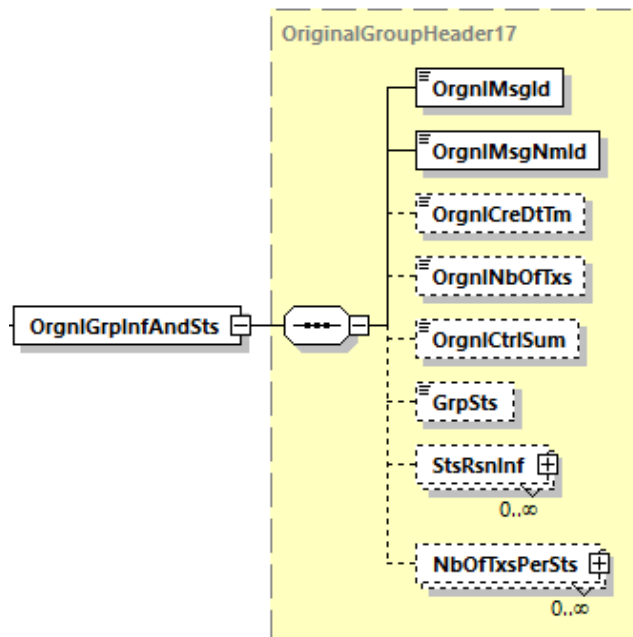 OriginalGroupHeader17
OrgnlMsgId
OrgnlMsgNmId
OrgnlCreDtTm
OrgnlNbOfTxs
OrgnlGrpInfAndSts
OrgnlCtrlSum
GrpSts
StsRsnInf
0..∞
NbOfTxsPerSts
0..∞